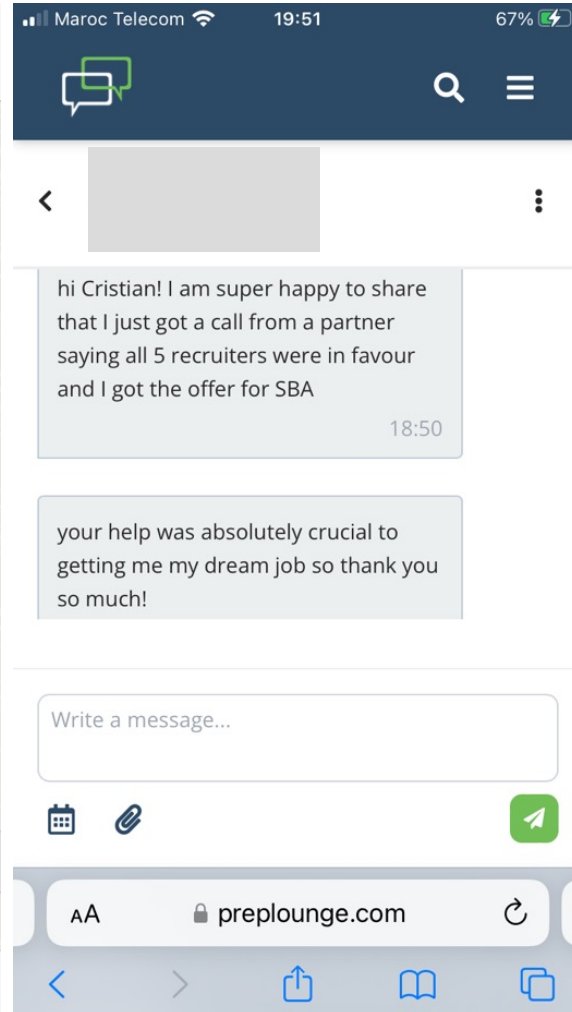 Maroc Telecom 19:51 67%
hi Cristian! I am super happy to share
that I just got a call from a partner
saying all 5 recruiters were in favour
and I got the offer for SBA
18:50
your help was absolutely crucial to
getting me my dream job so thank you
so much!
Write a message...
AA preplounge.com